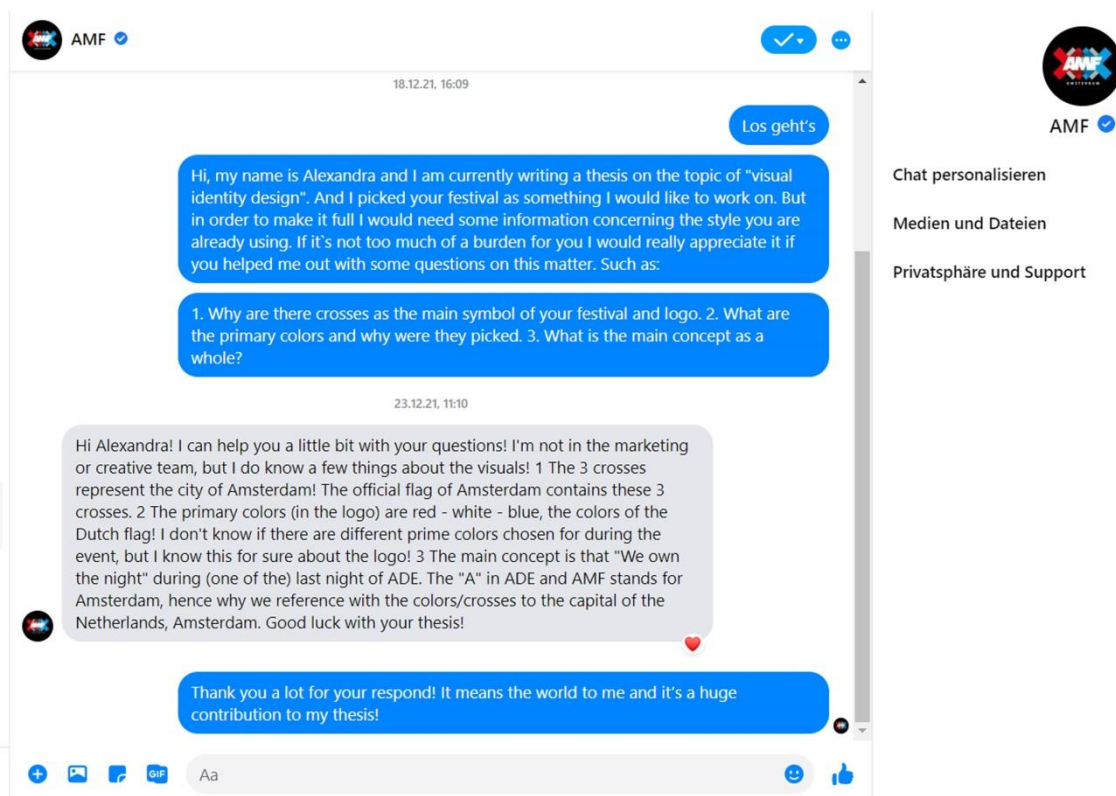 AMF
18.12.21, 16:09
Los geht's
Hi, my name is Alexandra and I am currently writing a thesis on the topic of "visual
identity design". And I picked your festival as something I would like to work on. But
in order to make it full I would need some information concerning the style you are
already using. If it`s not too much of a burden for you I would really appreciate it if
you helped me out with some questions on this matter. Such as:
1. Why are there crosses as the main symbol of your festival and logo. 2. What are
the primary colors and why were they picked. 3. What is the main concept as a
whole?
23.12.21, 11:10
Hi Alexandra! I can help you a little bit with your questions! I'm not in the marketing
or creative team, but I do know a few things about the visuals! 1 The 3 crosses
represent the city of Amsterdam! The official flag of Amsterdam contains these 3
crosses. 2 The primary colors (in the logo) are red - white - blue, the colors of the
Dutch flag! I don't know if there are different prime colors chosen for during the
event, but I know this for sure about the logo! 3 The main concept is that "We own
the night" during (one of the) last night of ADE. The "A" in ADE and AMF stands for
Amsterdam, hence why we reference with the colors/crosses to the capital of the
Netherlands, Amsterdam. Good luck with your thesis!
Thank you a lot for your respond! It means the world to me and it's a huge
contribution to my thesis!
GIF
Aa
AMF
AMSTERDAM
AMF
Chat personalisieren
Medien und Dateien
Privatsphäre und Support